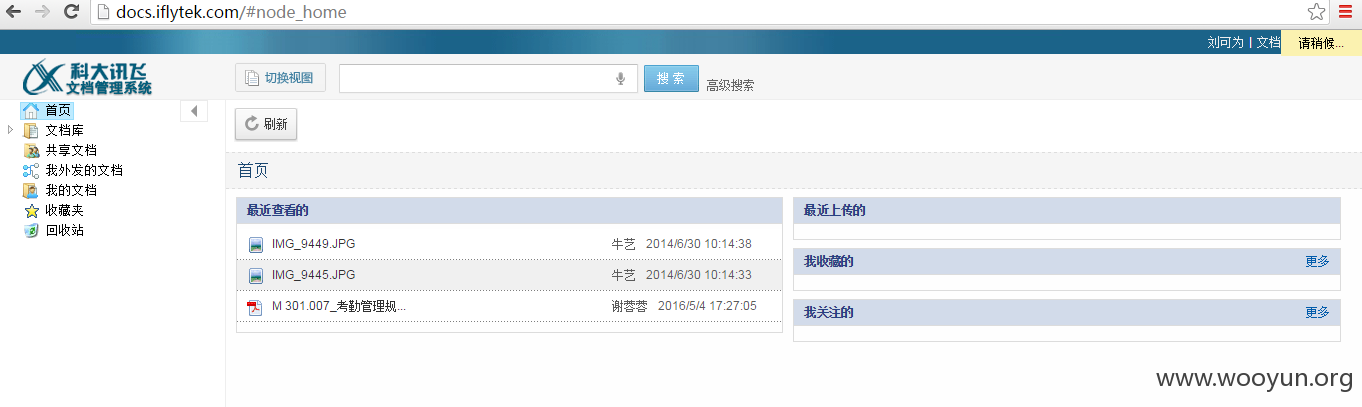 docs.iflytek.com/#node_home
刘可为 | 文档
请稍候...
科大讯飞
文档管理系统
切换视图
搜 索
高级搜索
首页
文档库
共享文档
我外发的文档
我的文档
收藏夹
回收站
刷新
首页
最近查看的
IMG_9449.JPG 牛艺 2014/6/30 10:14:38
IMG_9445.JPG 牛艺 2014/6/30 10:14:33
M 301.007_考勤管理规... 谢蓉蓉 2016/5/4 17:27:05
最近上传的
我收藏的 更多
我关注的 更多
www.wooyun.org